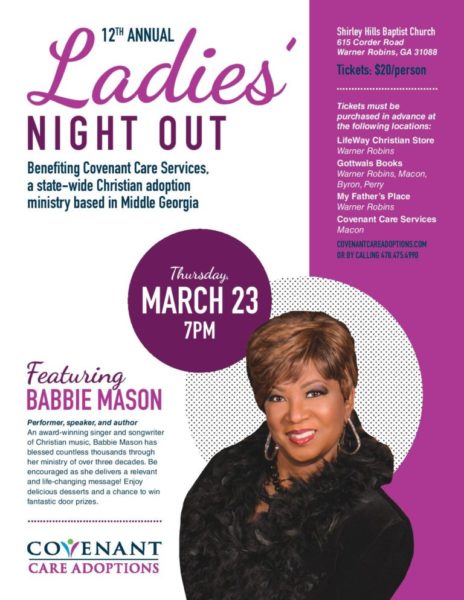 12TH ANNUAL
Ladies'
NIGHT OUT
Benefiting Covenant Care Services,
a state-wide Christian adoption
ministry based in Middle Georgia
Shirley Hills Baptist Church
615 Corder Road
Warner Robins, GA 31088
Tickets: $20/person
Tickets must be
purchased in advance at
the following locations:
LifeWay Christian Store
Warner Robins
Gottwals Books
Warner Robins, Macon,
Byron, Perry
My Father's Place
Warner Robins
Covenant Care Services
Macon
COVENANTCAREADOPTIONS.COM
OR BY CALLING 478.475.4990
Thursday,
MARCH 23
7PM
Featuring
BABBIE MASON
Performer, speaker, and author
An award-winning singer and songwriter
of Christian music, Babbie Mason has
blessed countless thousands through
her ministry of over three decades. Be
encouraged as she delivers a relevant
and life-changing message! Enjoy
delicious desserts and a chance to win
fantastic door prizes.
COVENANT
CARE ADOPTIONS